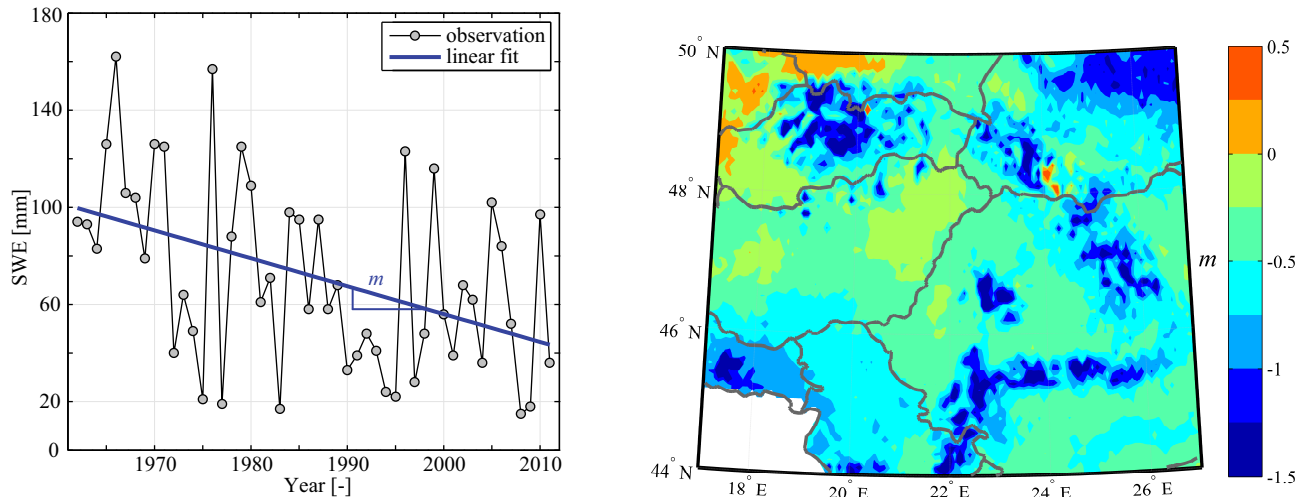 180
140
100
60
20
0
SWE [mm]
1970
1980
1990
2000
2010
Year [-]
observation
linear fit
m
50° N
48° N
46° N
44° N
18° E
20° E
22° E
24° E
26° E
m
0.5
0
-0.5
-1
-1.5